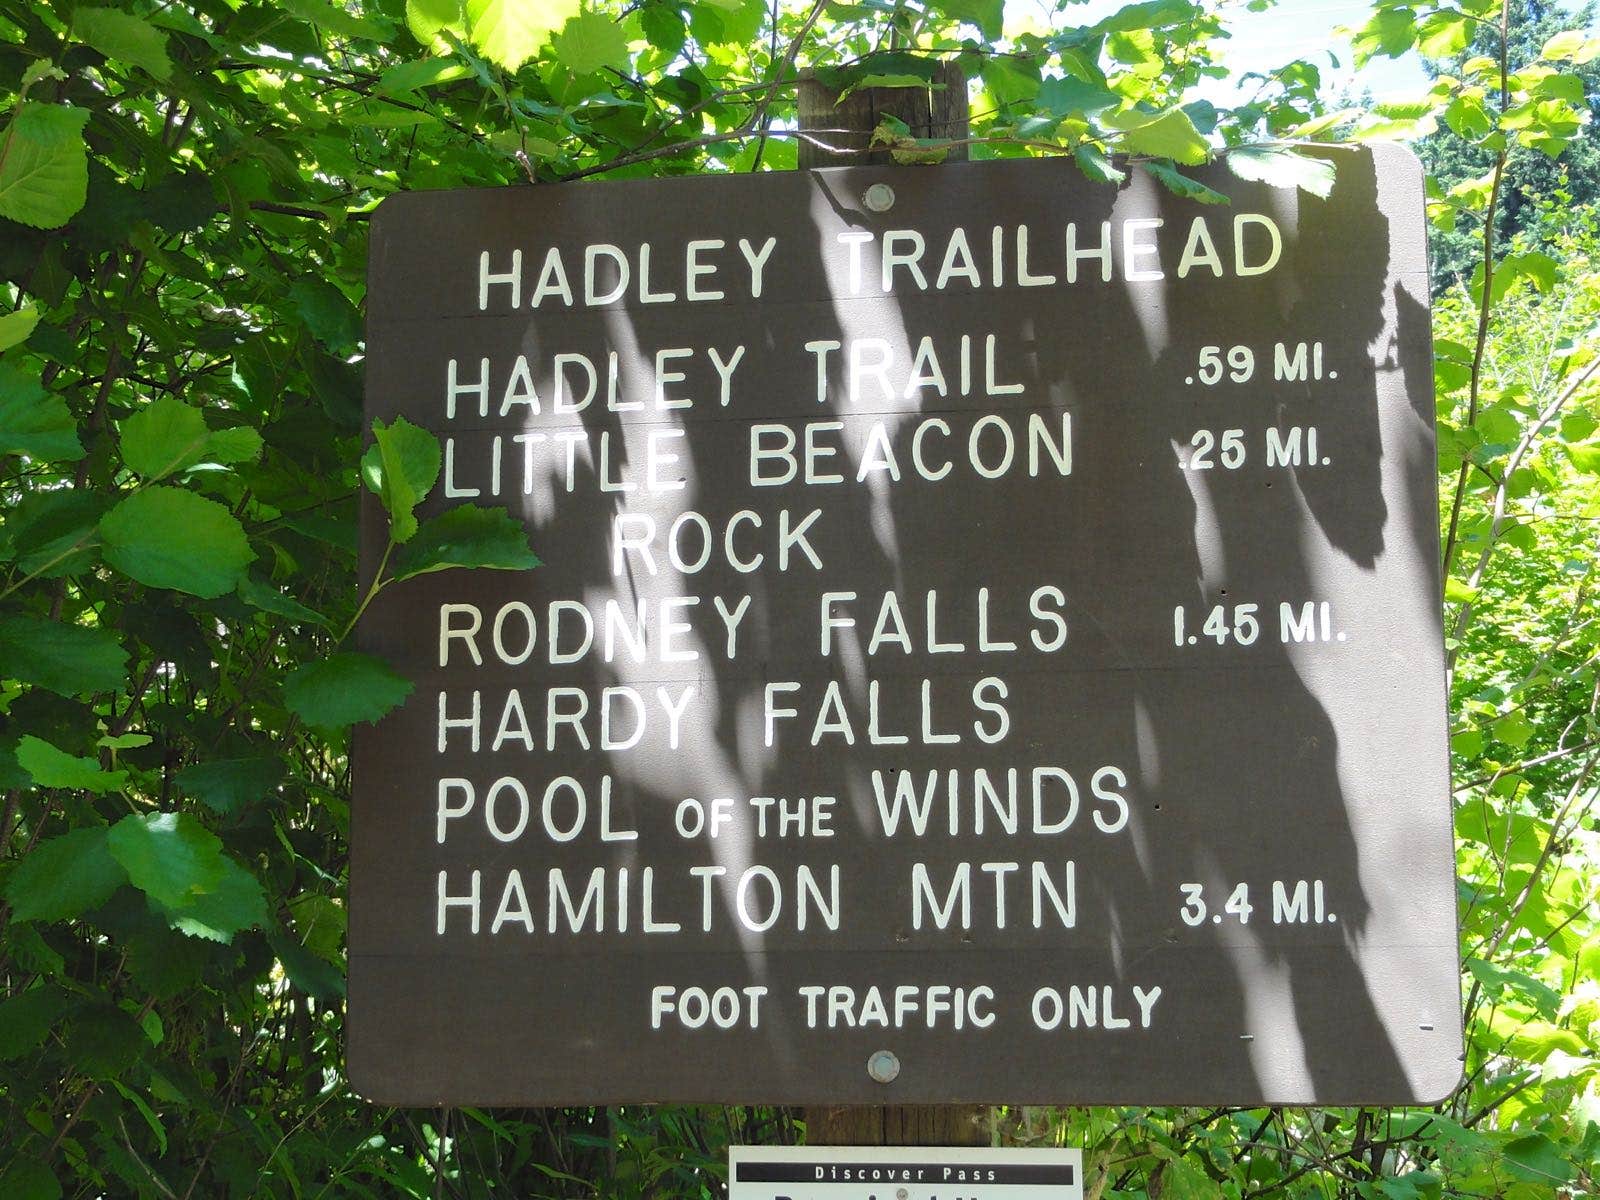 HADLEY TRAILHEAD
HADLEY TRAIL .59 MI.
LITTLE BEACON .25 MI.
ROCK
RODNEY FALLS 1.45 MI.
HARDY FALLS
POOL OF THE WINDS
HAMILTON MTN 3.4 MI.
FOOT TRAFFIC ONLY
Discover Pass